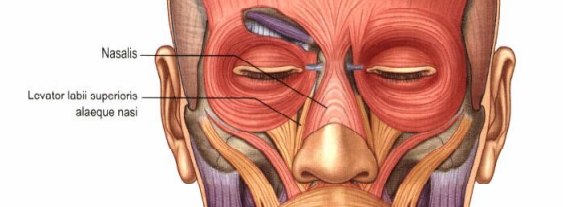 Nasalis
Levator labii superioris
alaeque nasi